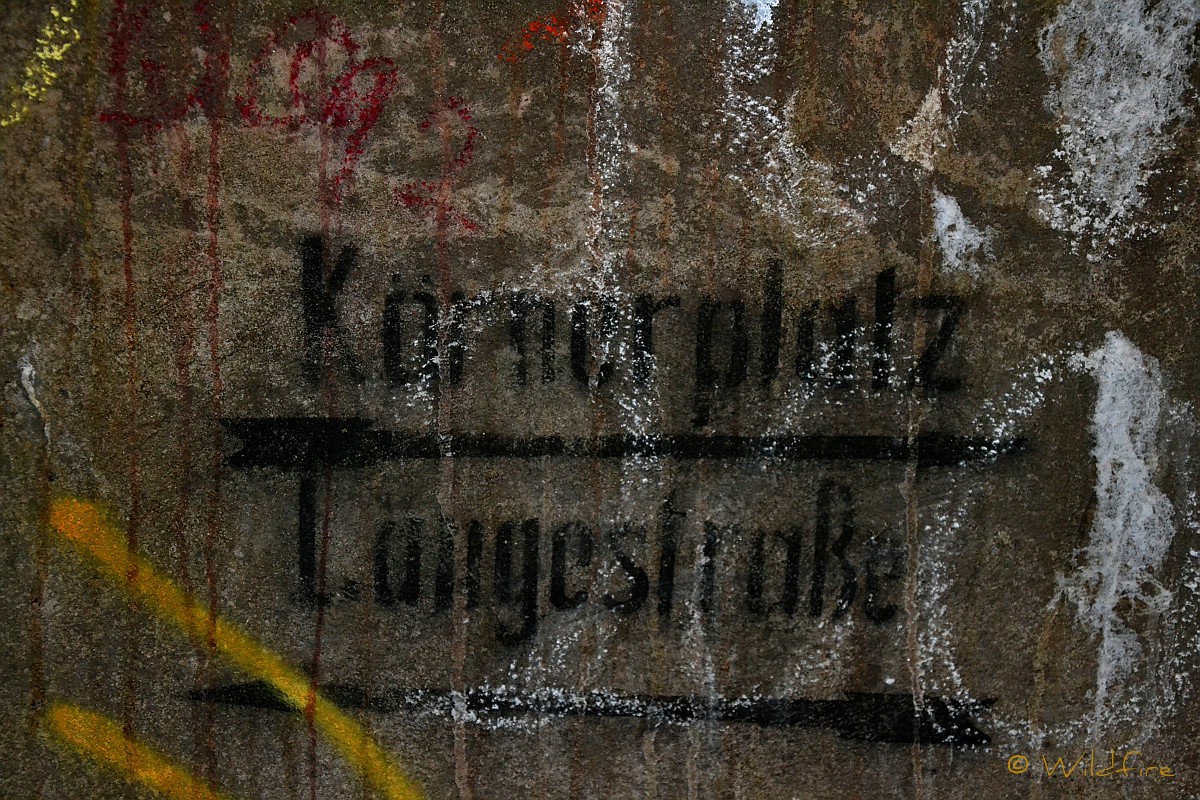 Körnerplatz
Langestraße
© Wildfire